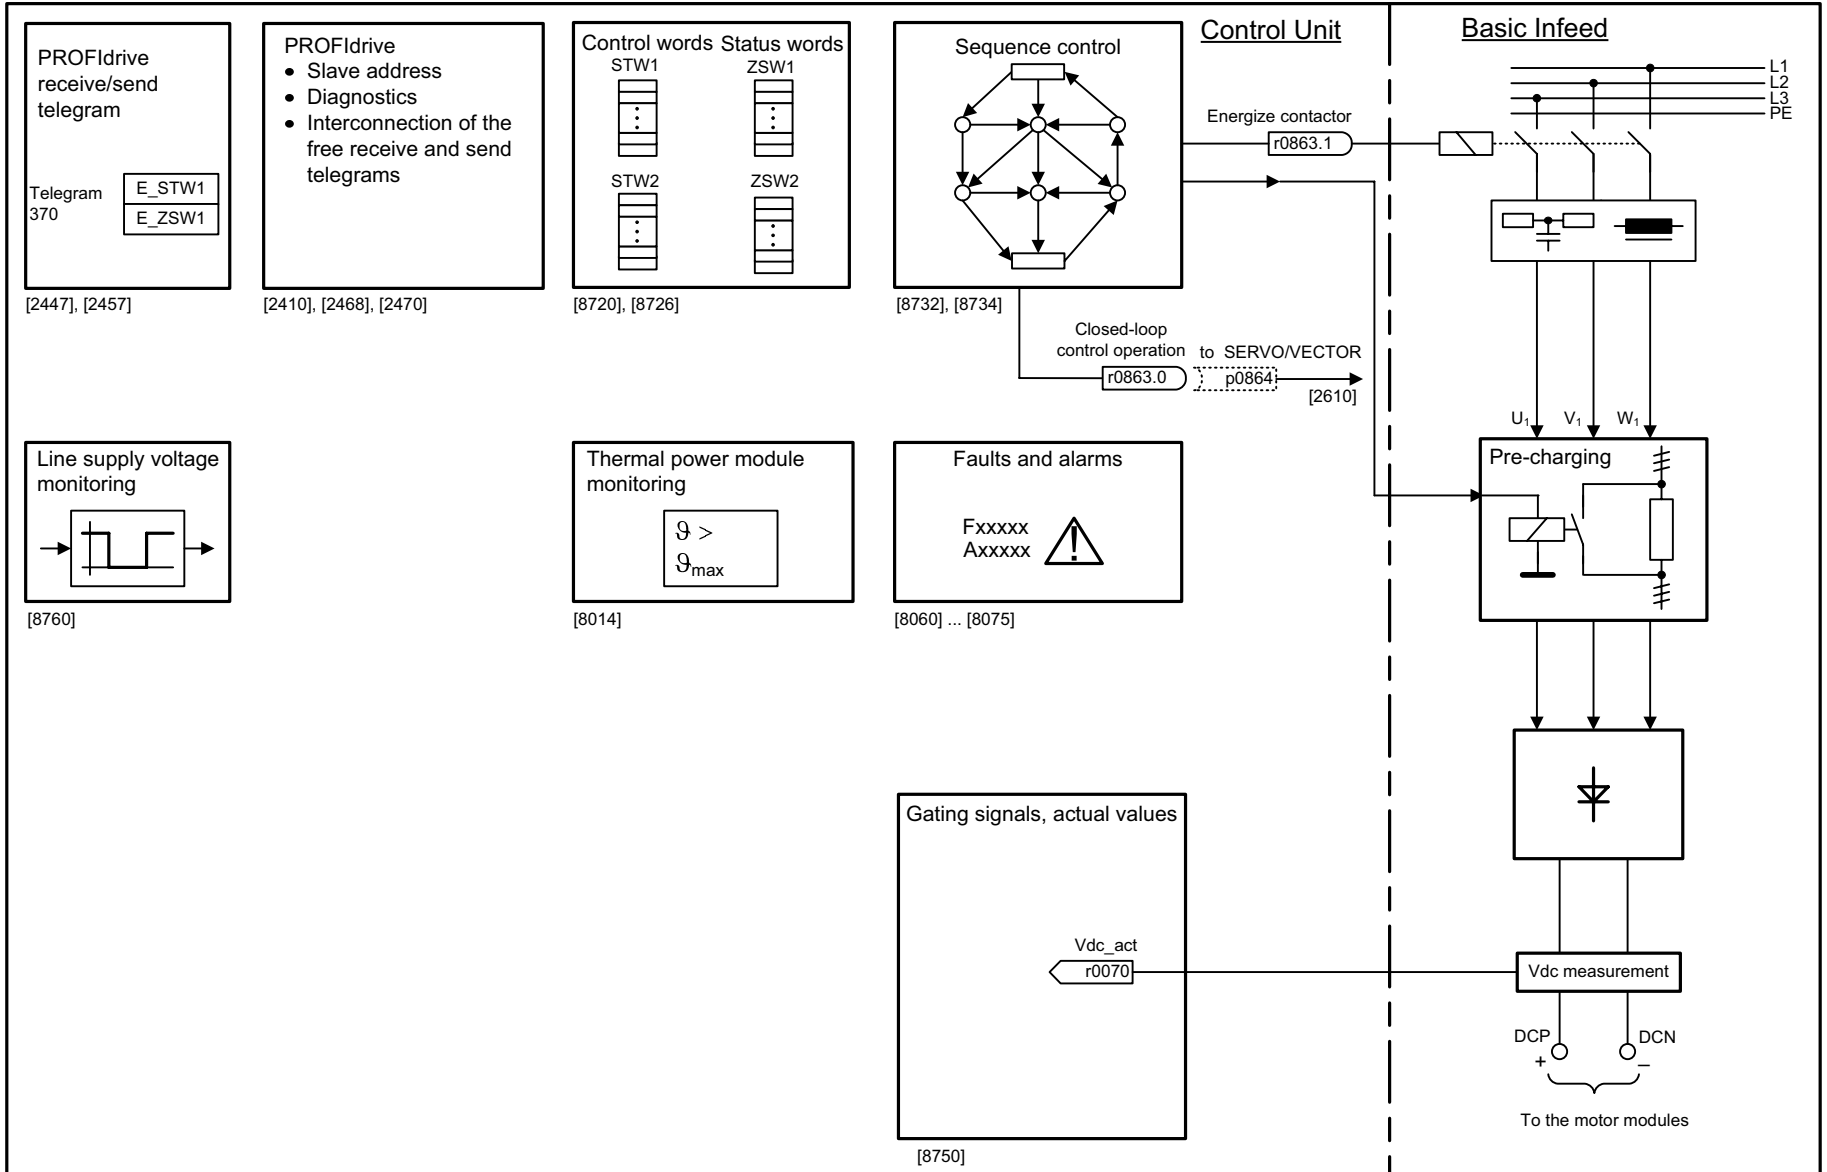 PROFIdrive
receive/send
telegram
Telegram
370
E_STW1
E_ZSW1
[2447], [2457]
PROFIdrive
• Slave address
• Diagnostics
• Interconnection of the
free receive and send
telegrams
[2410], [2468], [2470]
Control words Status words
STW1 ZSW1
STW2 ZSW2
[8720], [8726]
Sequence control
[8732], [8734]
Control Unit
Energize contactor
r0863.1
Closed-loop
control operation
r0863.0
to SERVO/VECTOR
p0864
[2610]
Basic Infeed
L1
L2
L3
PE
U1 V1 W1
Pre-charging
Line supply voltage
monitoring
[8760]
Thermal power module
monitoring
ϑ >
ϑmax
[8014]
Faults and alarms
Fxxxxx
Axxxxx
!
[8060] ... [8075]
Gating signals, actual values
Vdc_act
r0070
[8750]
Vdc measurement
DCP DCN
+ –
To the motor modules